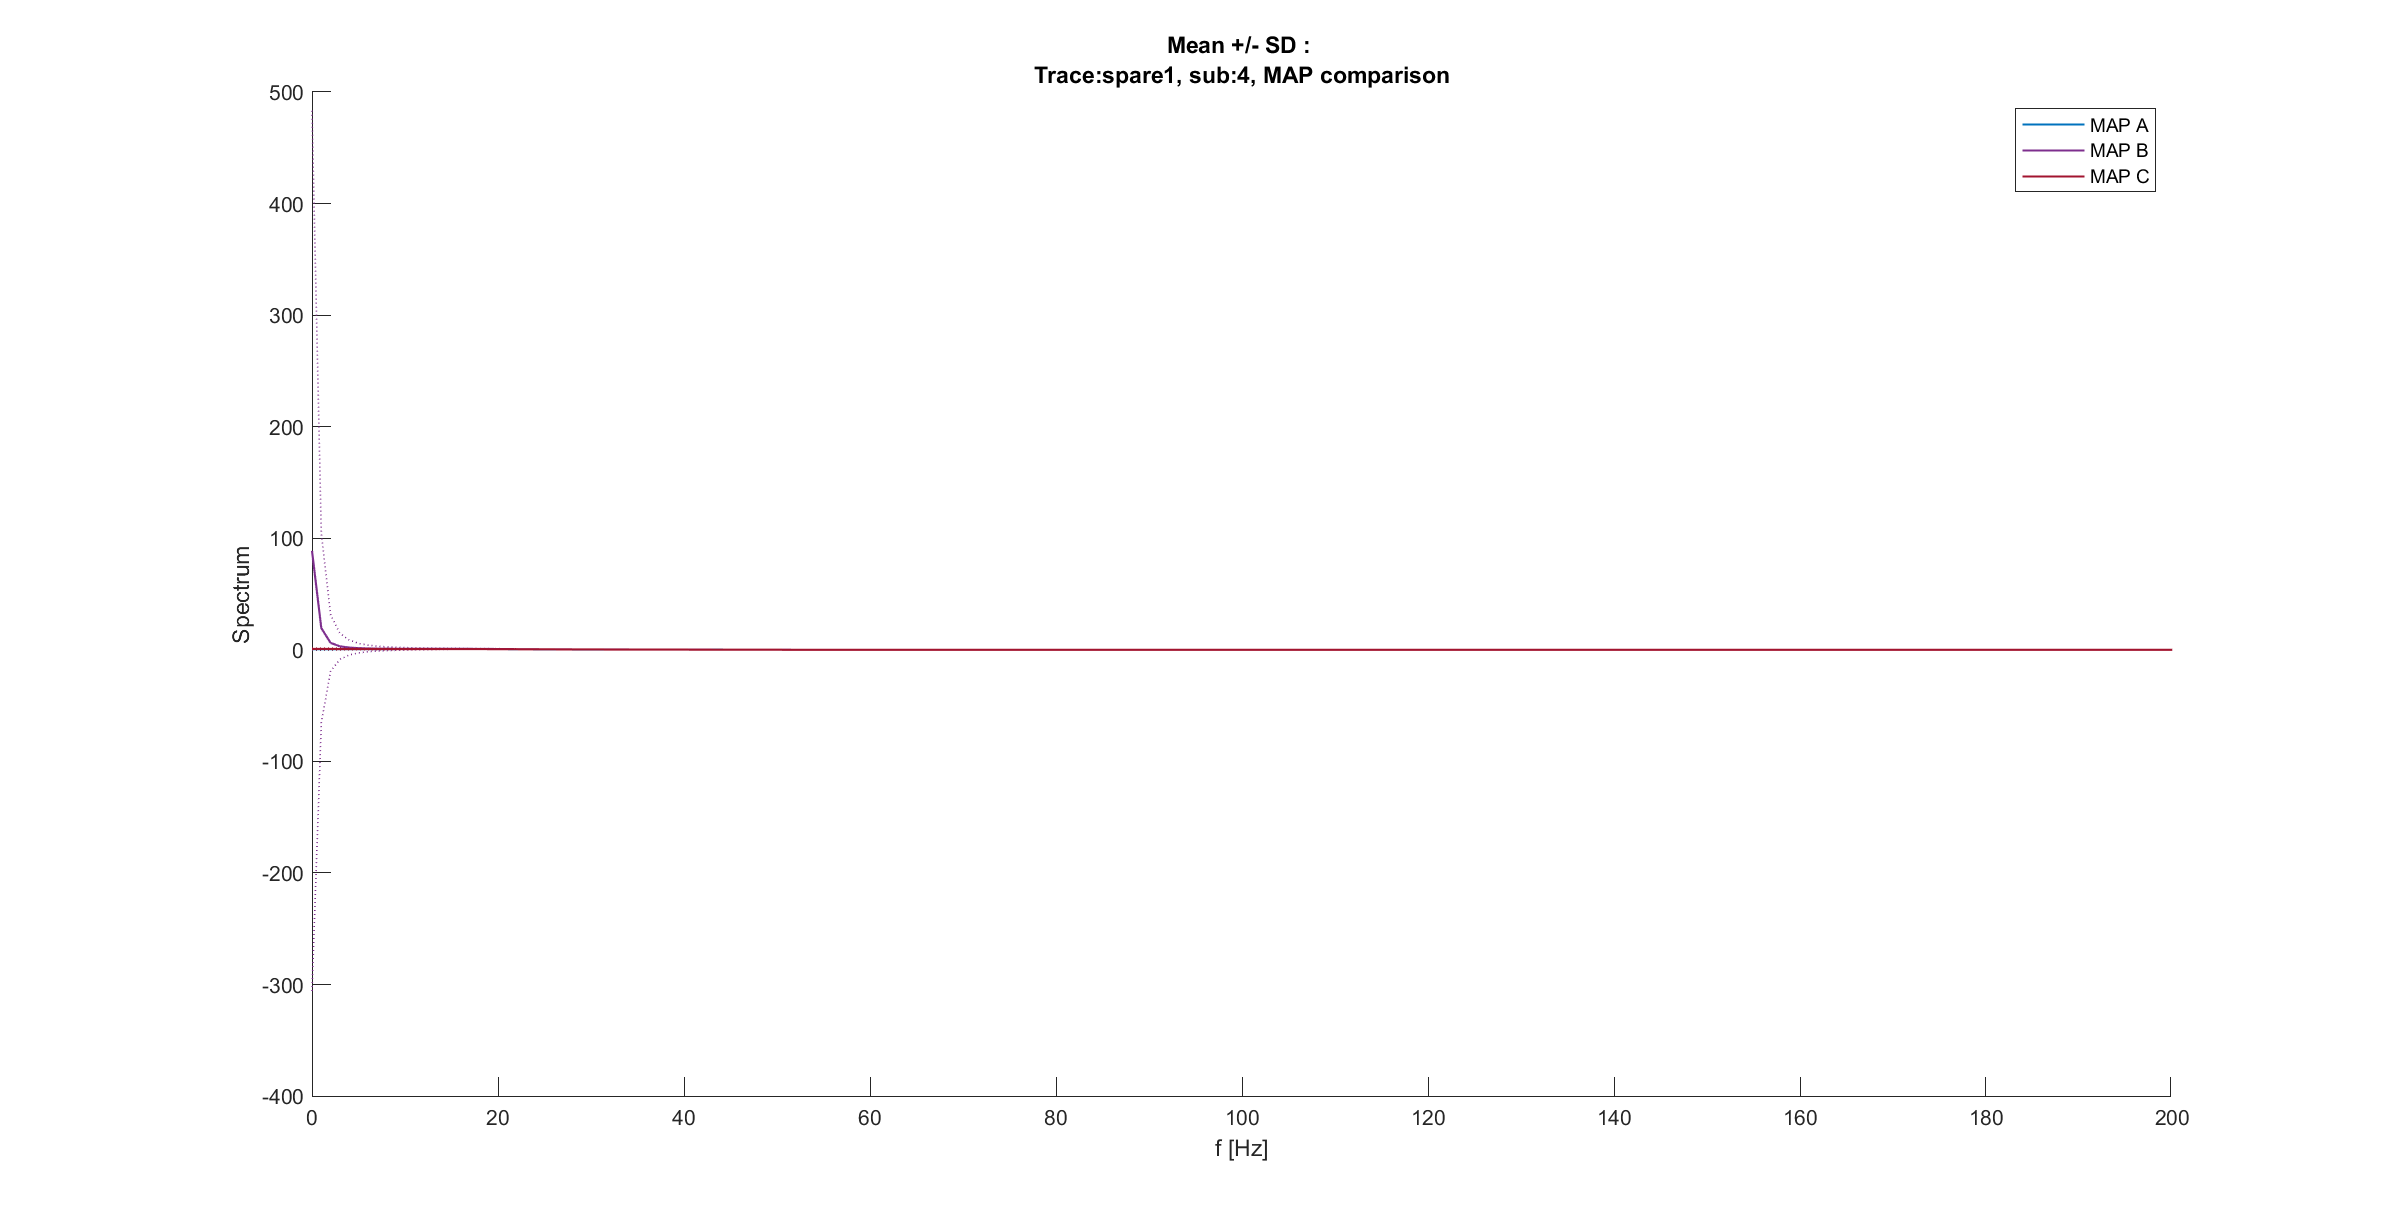 Mean +/- SD :
Trace:spare1, sub:4, MAP comparison
500
400
300
200
100
0
-100
-200
-300
-400
Spectrum
MAP A
MAP B
MAP C
0 20 40 60 80 100 120 140 160 180 200
f [Hz]